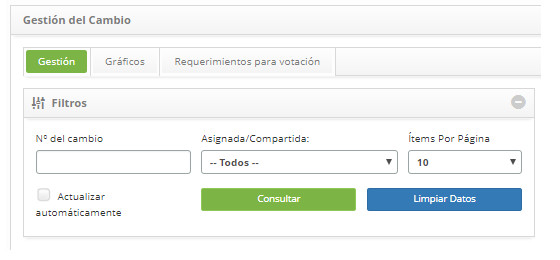 Gestión del Cambio
Gestión Gráficos Requerimientos para votación
Filtros
Nº del cambio Asignada/Compartida: Ítems Por Página
-- Todos -- 10
Actualizar automáticamente Consultar Limpiar Datos